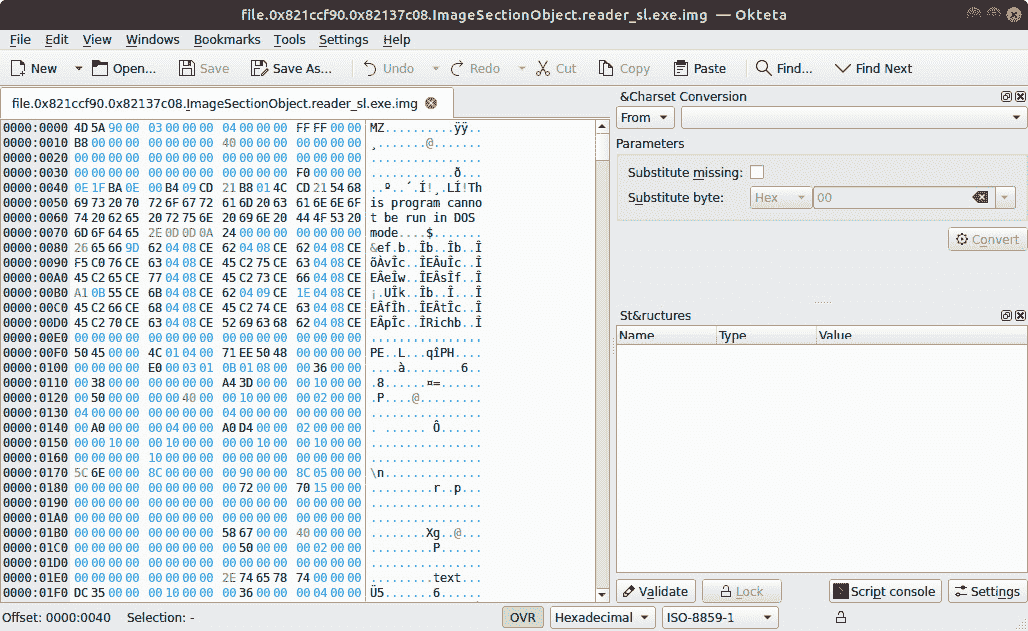 file.0x821ccf90.0x82137c08.ImageSectionObject.reader_sl.exe.img — Okteta
File Edit View Windows Bookmarks Tools Settings Help
New Open... Save Save As... Undo Redo Cut Copy Paste Find... Find Next
file.0x821ccf90.0x82137c08.ImageSectionObject.reader_sl.exe.img
0000:0000 4D 5A 90 00 03 00 00 00 04 00 00 00 FF FF 00 00 MZ..........ÿÿ..
0000:0010 B8 00 00 00 00 00 00 00 40 00 00 00 00 00 00 00 ¸.......@.......
0000:0020 00 00 00 00 00 00 00 00 00 00 00 00 00 00 00 00 ................
0000:0030 00 00 00 00 00 00 00 00 00 00 00 00 F0 00 00 00 ............ð...
0000:0040 0E 1F BA 0E 00 B4 09 CD 21 B8 01 4C CD 21 54 68 ..º..´.Í!¸.LÍ!Th
0000:0050 69 73 20 70 72 6F 67 72 61 6D 20 63 61 6E 6E 6F is program canno
0000:0060 74 20 62 65 20 72 75 6E 20 69 6E 20 44 4F 53 20 t be run in DOS
0000:0070 6D 6F 64 65 2E 0D 0D 0A 24 00 00 00 00 00 00 00 mode....$.......
0000:0080 26 65 66 9D 62 04 08 CE 62 04 08 CE 62 04 08 CE &ef.b..Îb..Îb..Î
0000:0090 F5 C0 76 CE 63 04 08 CE 45 C2 75 CE 63 04 08 CE õÀvÎc..ÎEÂuÎc..Î
0000:00A0 45 C2 65 CE 77 04 08 CE 45 C2 73 CE 66 04 08 CE EÂeÎw..ÎEÂsÎf..Î
0000:00B0 A1 0B 55 CE 6B 04 08 CE 62 04 09 CE 1E 04 08 CE ¡.UÎk..Îb..Î...Î
0000:00C0 45 C2 66 CE 68 04 08 CE 45 C2 74 CE 63 04 08 CE EÂfÎh..ÎEÂtÎc..Î
0000:00D0 45 C2 70 CE 63 04 08 CE 52 69 63 68 62 04 08 CE EÂpÎc..ÎRichb..Î
0000:00E0 00 00 00 00 00 00 00 00 00 00 00 00 00 00 00 00 ................
0000:00F0 50 45 00 00 4C 01 04 00 71 EE 50 48 00 00 00 00 PE..L...qîPH....
0000:0100 00 00 00 00 E0 00 03 01 0B 01 08 00 00 36 00 00 ....à........6..
0000:0110 00 38 00 00 00 00 00 00 A4 3D 00 00 00 10 00 00 .8......¤=......
0000:0120 00 50 00 00 00 00 40 00 00 10 00 00 00 02 00 00 .P....@.........
0000:0130 04 00 00 00 00 00 00 00 04 00 00 00 00 00 00 00 ................
0000:0140 00 A0 00 00 00 04 00 00 A0 D4 00 00 02 00 00 00 . ...... Ô......
0000:0150 00 00 10 00 00 10 00 00 00 00 10 00 00 10 00 00 ................
0000:0160 00 00 00 00 10 00 00 00 00 00 00 00 00 00 00 00 ................
0000:0170 5C 6E 00 00 8C 00 00 00 00 90 00 00 8C 05 00 00 \n..............
0000:0180 00 00 00 00 00 00 00 00 00 72 00 00 70 15 00 00 .........r..p...
0000:0190 00 00 00 00 00 00 00 00 00 00 00 00 00 00 00 00 ................
0000:01A0 00 00 00 00 00 00 00 00 00 00 00 00 00 00 00 00 ................
0000:01B0 00 00 00 00 00 00 00 00 58 67 00 00 40 00 00 00 ........Xg..@...
0000:01C0 00 00 00 00 00 00 00 00 00 50 00 00 00 02 00 00 .........P......
0000:01D0 00 00 00 00 00 00 00 00 00 00 00 00 00 00 00 00 ................
0000:01E0 00 00 00 00 00 00 00 00 2E 74 65 78 74 00 00 00 .........text...
0000:01F0 DC 35 00 00 00 10 00 00 00 36 00 00 00 04 00 00 Ü5.......6......
&Charset Conversion
From
Parameters
Substitute missing:
Substitute byte: Hex 00
Convert
St&ructures
Name Type Value
Validate Lock Script console Settings
Offset: 0000:0040 Selection: - OVR Hexadecimal ISO-8859-1